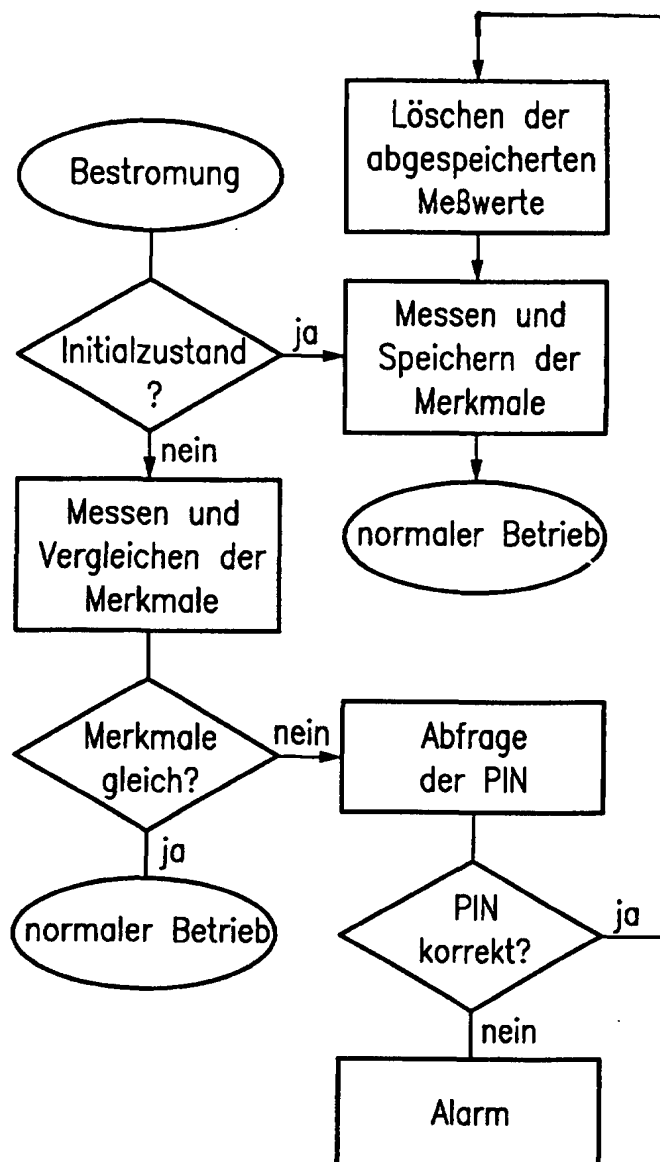 Bestromung
Löschen der
abgespeicherten
Meßwerte
Initialzustand
?
ja
Messen und
Speichern der
Merkmale
nein
normaler Betrieb
Messen und
Vergleichen der
Merkmale
Merkmale
gleich?
nein
Abfrage
der PIN
ja
normaler Betrieb
PIN
korrekt?
ja
nein
Alarm